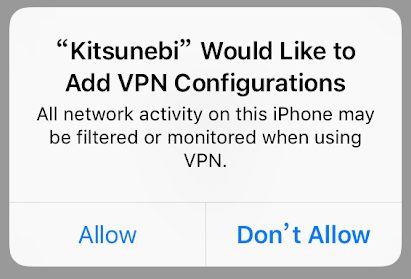 “Kitsunebi” Would Like to
Add VPN Configurations
All network activity on this iPhone may
be filtered or monitored when using
VPN.
Allow
Don’t Allow